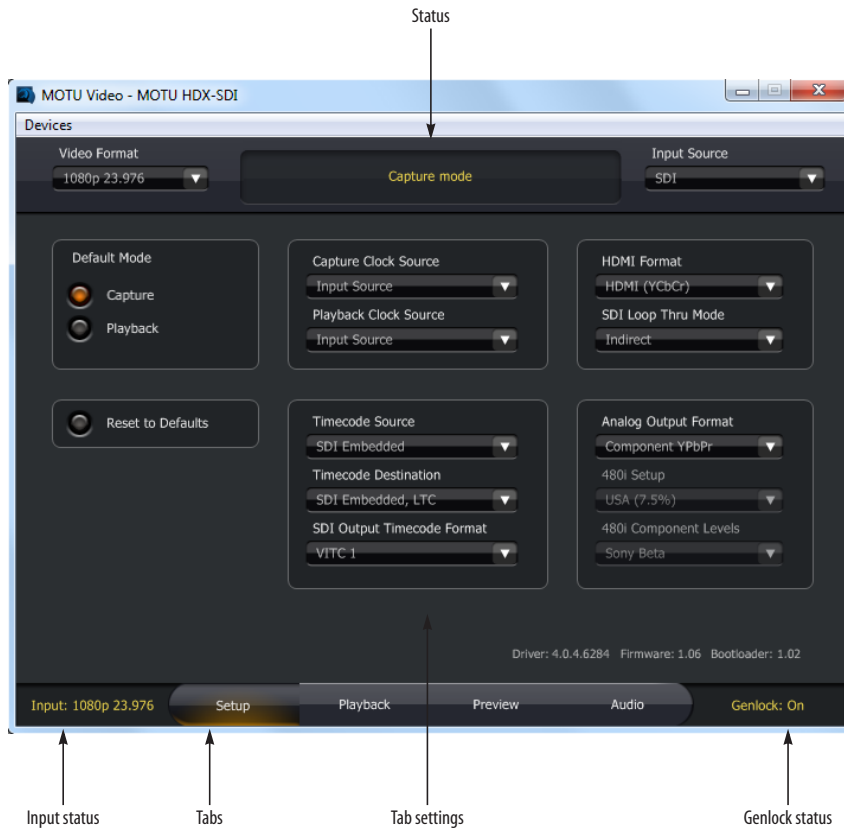 Status
MOTU Video - MOTU HDX-SDI
Devices
Video Format
1080p 23.976
Capture mode
Input Source
SDI
Default Mode
Capture
Playback
Reset to Defaults
Capture Clock Source
Input Source
Playback Clock Source
Input Source
HDMI Format
HDMI (YCbCr)
SDI Loop Thru Mode
Indirect
Timecode Source
SDI Embedded
Timecode Destination
SDI Embedded, LTC
SDI Output Timecode Format
VITC 1
Analog Output Format
Component YPbPr
480i Setup
USA (7.5%)
480i Component Levels
Sony Beta
Driver: 4.0.4.6284 Firmware: 1.06 Bootloader: 1.02
Input: 1080p 23.976
Setup
Playback
Preview
Audio
Genlock: On
Input status
Tabs
Tab settings
Genlock status